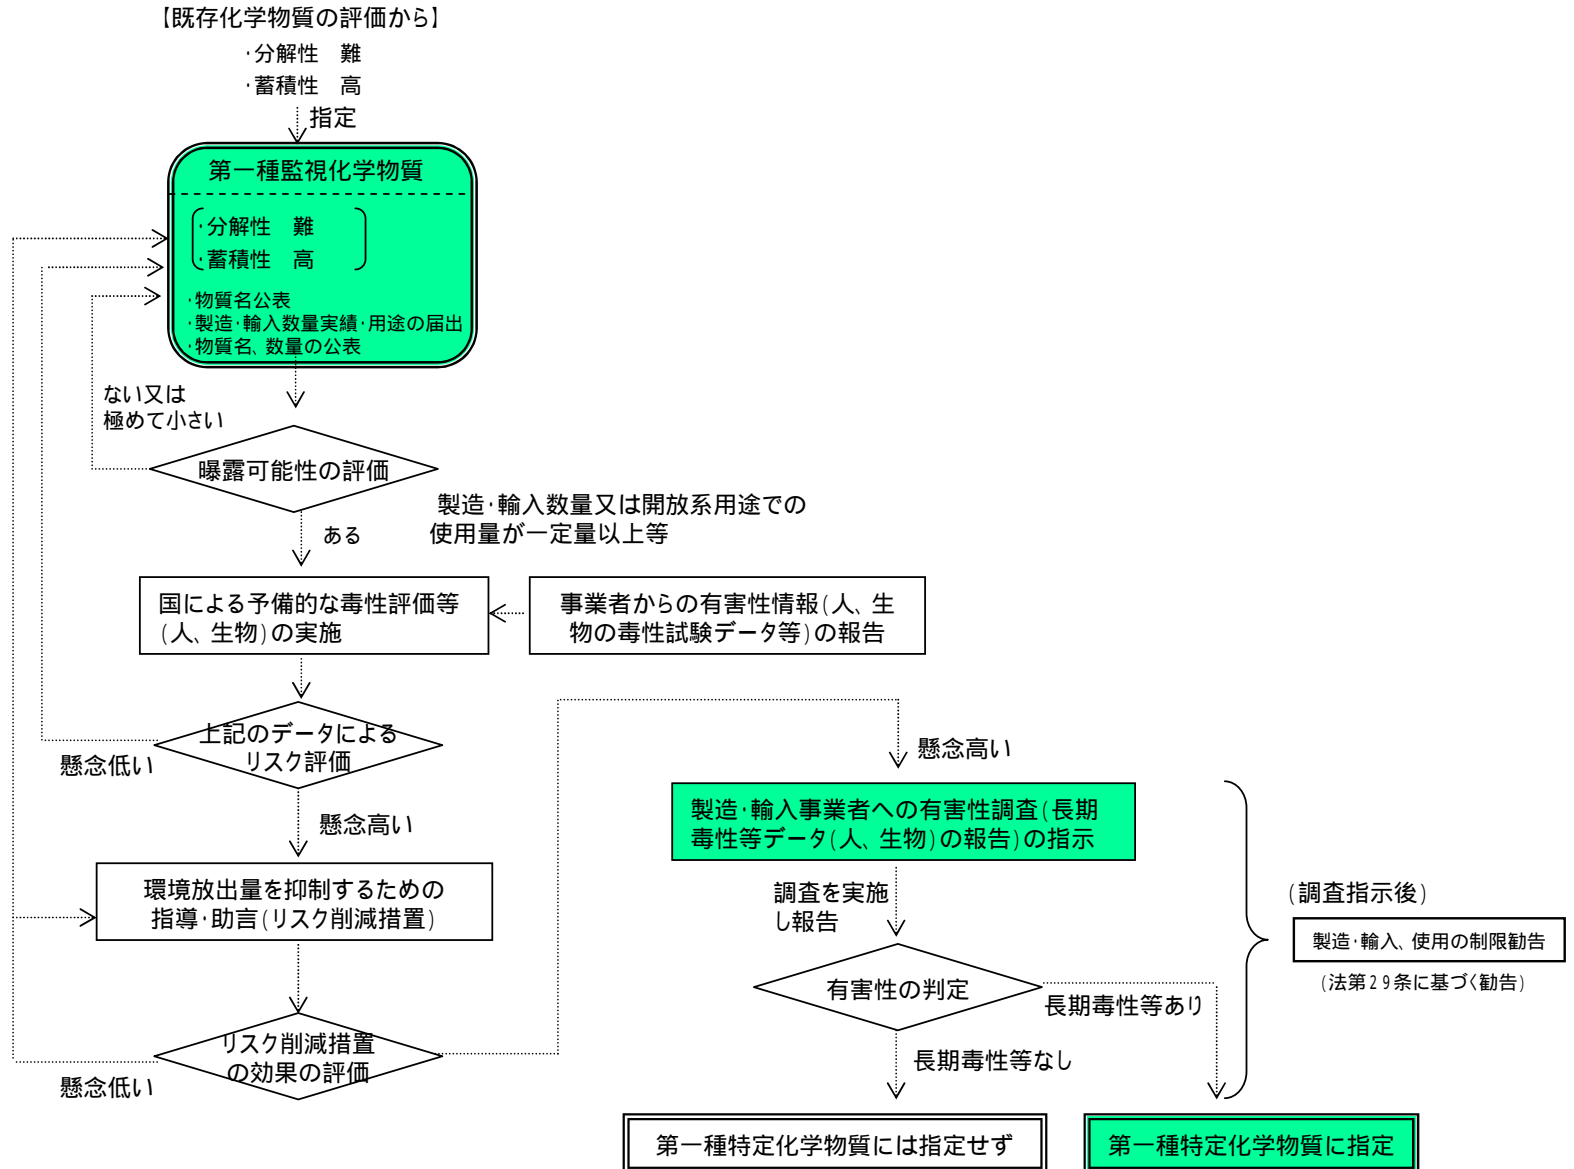 【既存化学物質の評価から】
・分解性　難
・蓄積性　高
指定
第一種監視化学物質
・分解性　難
・蓄積性　高
・物質名公表
・製造・輸入数量実績・用途の届出
・物質名、数量の公表
ない又は
極めて小さい
曝露可能性の評価
製造・輸入数量又は開放系用途での
使用量が一定量以上等
ある
国による予備的な毒性評価等
(人、生物)の実施
事業者からの有害性情報(人、生
物の毒性試験データ等)の報告
上記のデータによる
リスク評価
懸念低い
懸念高い
懸念高い
製造・輸入事業者への有害性調査(長期
毒性等データ(人、生物)の報告)の指示
環境放出量を抑制するための
指導・助言(リスク削減措置)
調査を実施
し報告
(調査指示後)
製造・輸入、使用の制限勧告
(法第29条に基づく勧告)
有害性の判定
長期毒性等あり
リスク削減措置
の効果の評価
懸念低い
長期毒性等なし
第一種特定化学物質には指定せず
第一種特定化学物質に指定